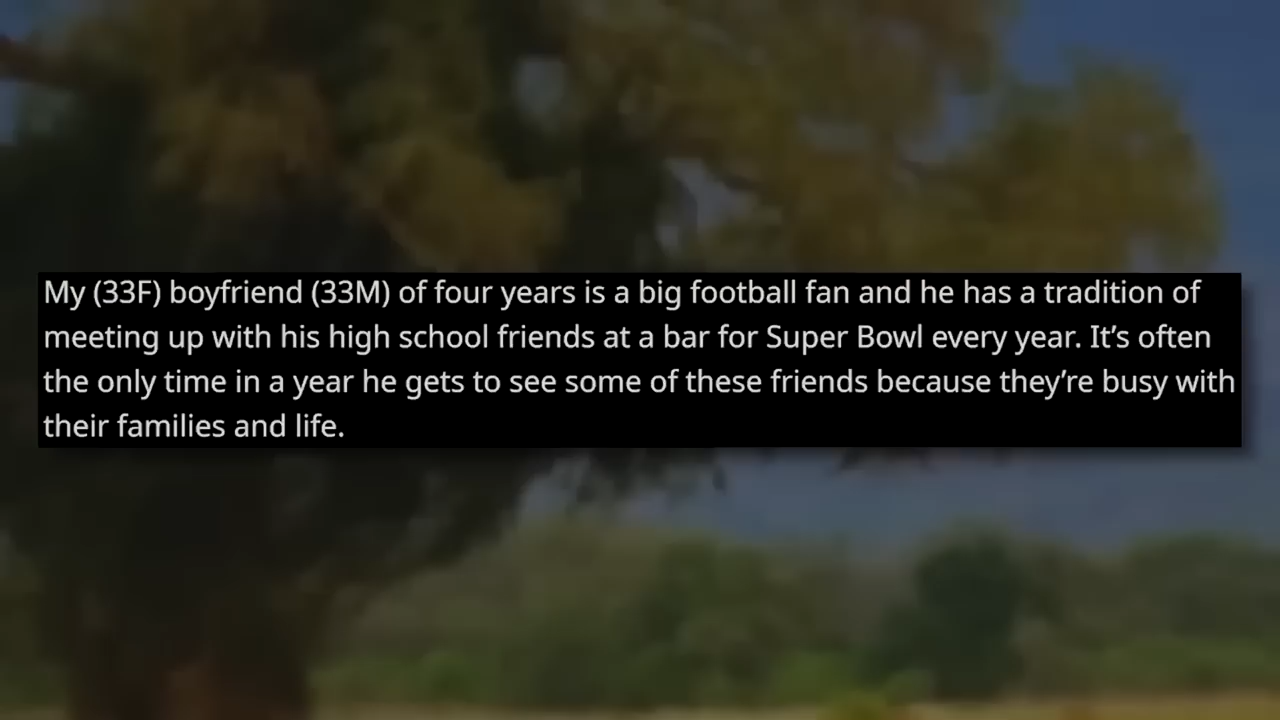 My (33F) boyfriend (33M) of four years is a big football fan and he has a tradition of
meeting up with his high school friends at a bar for Super Bowl every year. It’s often
the only time in a year he gets to see some of these friends because they’re busy with
their families and life.